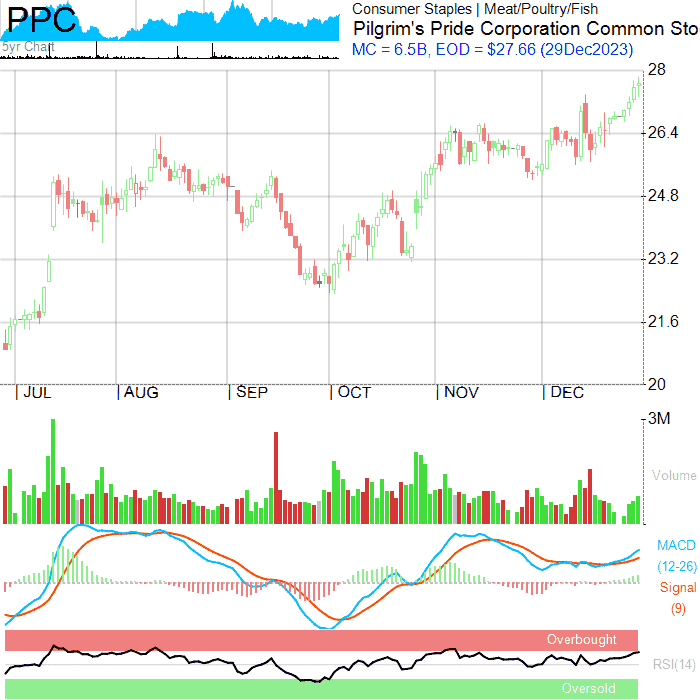 PPC
5yr Chart
Consumer Staples | Meat/Poultry/Fish
Pilgrim's Pride Corporation Common Sto
MC = 6.5B, EOD = $27.66 (29Dec2023)
28
26.4
24.8
23.2
21.6
20
| JUL | AUG | SEP | OCT | NOV | DEC
3M
Volume
MACD
(12-26)
Signal
(9)
Overbought
RSI(14)
Oversold